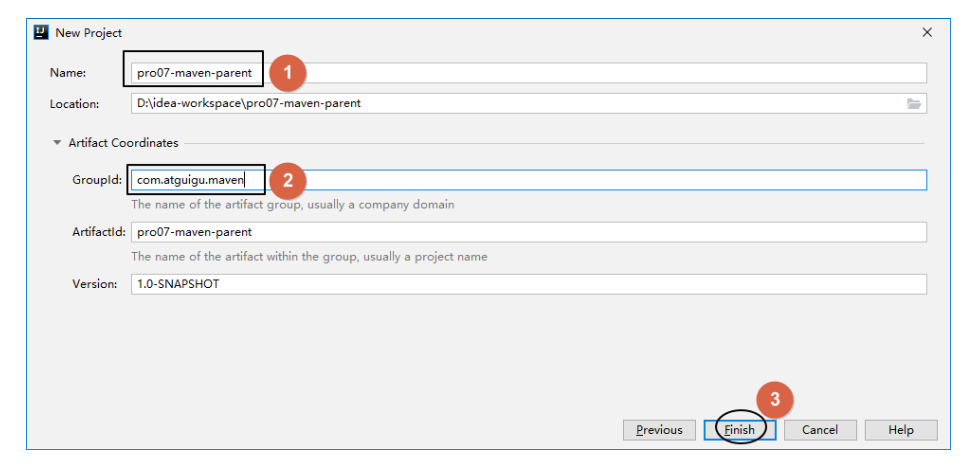 New Project
Name: pro07-maven-parent 1
Location: D:\idea-workspace\pro07-maven-parent
Artifact Coordinates
GroupId: com.atguigu.maven 2
The name of the artifact group, usually a company domain
ArtifactId: pro07-maven-parent
The name of the artifact within the group, usually a project name
Version: 1.0-SNAPSHOT
3
Previous Finish Cancel Help